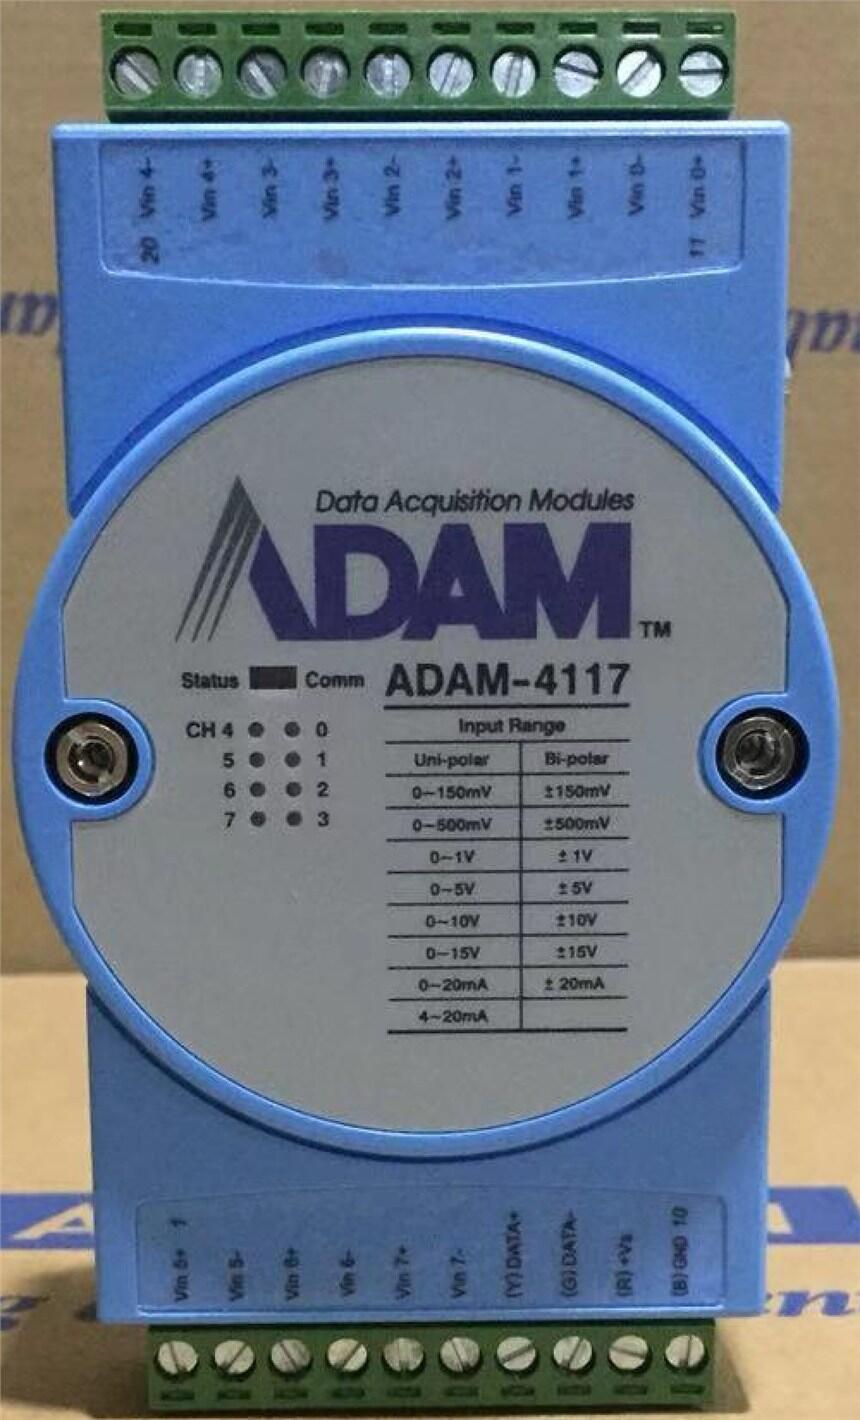 20 Vin 4-
Vin 4+
Vin 3-
Vin 3+
Vin 2-
Vin 2+
Vin 1-
Vin 1+
Vin 0-
11 Vin 0+
Data Acquisition Modules
ADAM™
Status Comm
ADAM-4117
CH 4 0
5 1
6 2
7 3
Input Range
Uni-polar Bi-polar
0~150mV ±150mV
0~500mV ±500mV
0~1V ±1V
0~5V ±5V
0~10V ±10V
0~15V ±15V
0~20mA ±20mA
4~20mA
Vin 5+ 1
Vin 5-
Vin 6+
Vin 6-
Vin 7+
Vin 7-
(Y) DATA+
(G) DATA-
(R) +Vs
(B) GND 10